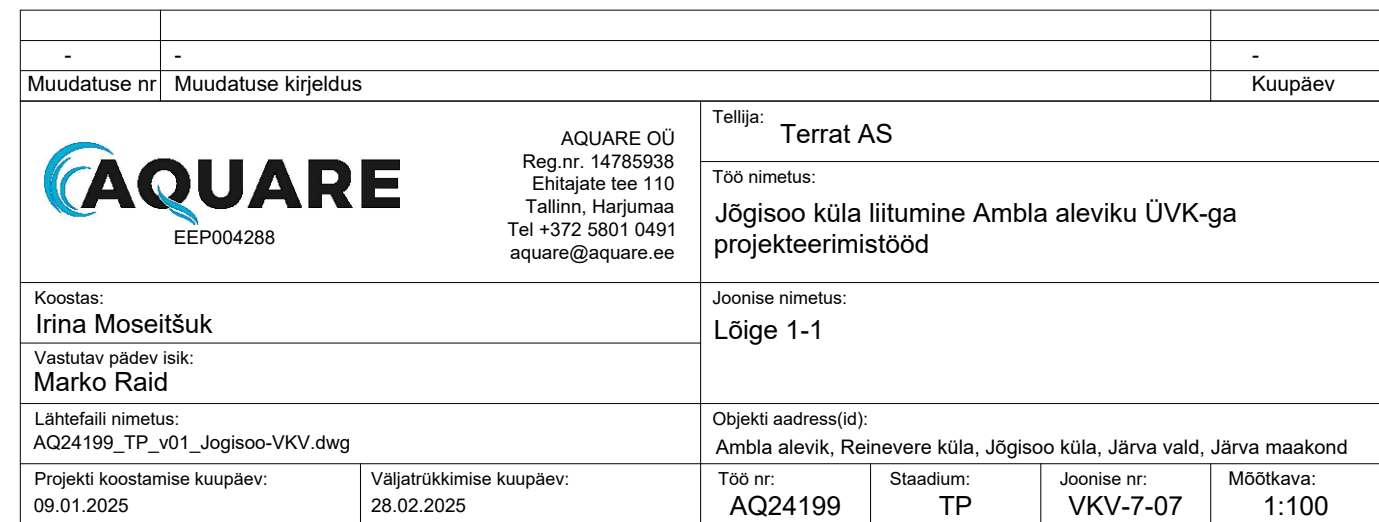 - - -
Muudatuse nr Muudatuse kirjeldus Kuupäev
AQUARE
EEP004288
AQUARE OÜ
Reg.nr. 14785938
Ehitajate tee 110
Tallinn, Harjumaa
Tel +372 5801 0491
aquare@aquare.ee
Tellija: Terrat AS
Töö nimetus:
Jõgisoo küla liitumine Ambla aleviku ÜVK-ga
projekteerimistööd
Koostas:
Irina Moseitšuk
Vastutav pädev isik:
Marko Raid
Joonise nimetus:
Lõige 1-1
Lähtefaili nimetus:
AQ24199_TP_v01_Jogisoo-VKV.dwg
Objekti aadress(id):
Ambla alevik, Reinevere küla, Jõgisoo küla, Järva vald, Järva maakond
Projekti koostamise kuupäev:
09.01.2025
Väljatrükkimise kuupäev:
28.02.2025
Töö nr:
AQ24199
Staadium:
TP
Joonise nr:
VKV-7-07
Mõõtkava:
1:100